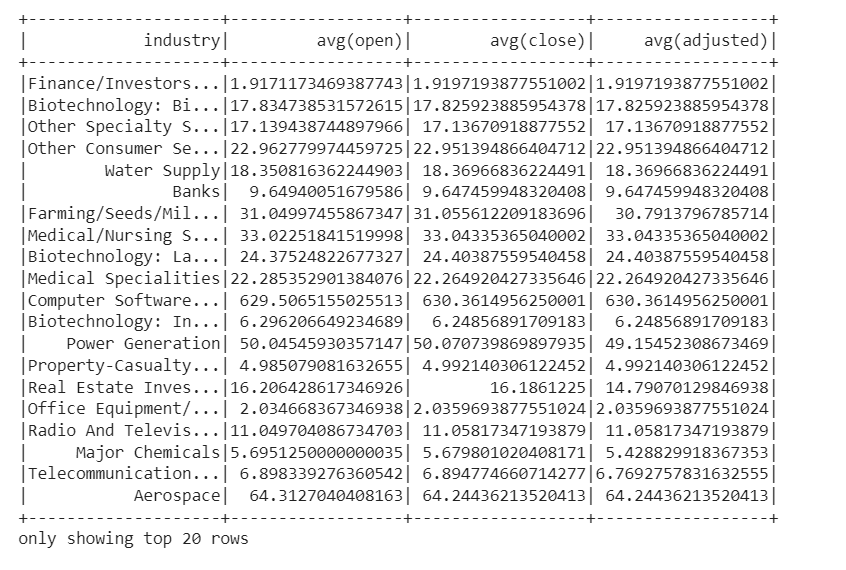 +--------------------+------------------+------------------+------------------+
|            industry|         avg(open)|        avg(close)|     avg(adjusted)|
+--------------------+------------------+------------------+------------------+
|Finance/Investors...|1.9171173469387743|1.9197193877551002|1.9197193877551002|
|Biotechnology: Bi...|17.834738531572615|17.825923885954378|17.825923885954378|
|Other Specialty S...|17.139438744897966| 17.13670918877552| 17.13670918877552|
|Other Consumer Se...|22.962779974459725|22.951394866404712|22.951394866404712|
|        Water Supply|18.350816362244903| 18.36966836224491| 18.36966836224491|
|               Banks|  9.64940051679586| 9.647459948320408| 9.647459948320408|
|Farming/Seeds/Mil...| 31.04997455867347|31.055612209183696|  30.7913796785714|
|Medical/Nursing S...| 33.02251841519998| 33.04335365040002| 33.04335365040002|
|Biotechnology: La...| 24.37524822677327| 24.40387559540458| 24.40387559540458|
|Medical Specialities|22.285352901384076|22.264920427335646|22.264920427335646|
|Computer Software...| 629.5065155025513| 630.3614956250001| 630.3614956250001|
|Biotechnology: In...| 6.296206649234689|  6.24856891709183|  6.24856891709183|
|    Power Generation| 50.04545930357147|50.070739869897935| 49.15452308673469|
|Property-Casualty...| 4.985079081632655| 4.992140306122452| 4.992140306122452|
|Real Estate Inves...|16.206428617346926|        16.1861225| 14.79070129846938|
|Office Equipment/...| 2.034668367346938|2.0359693877551024|2.0359693877551024|
|Radio And Televis...|11.049704086734703| 11.05817347193879| 11.05817347193879|
|     Major Chemicals|5.6951250000000035| 5.679801020408171| 5.428829918367353|
|Telecommunication...| 6.898339276360542| 6.894774660714277|6.7692757831632555|
|           Aerospace|  64.3127040408163| 64.24436213520413| 64.24436213520413|
+--------------------+------------------+------------------+------------------+
only showing top 20 rows